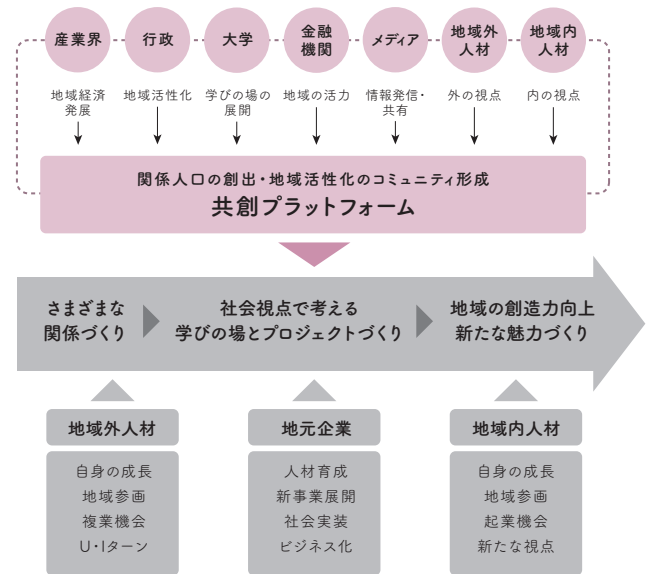 産業界
行政
大学
金融
機関
メディア
地域外
人材
地域内
人材
地域経済
発展
地域活性化
学びの場の
展開
地域の活力
情報発信・
共有
外の視点
内の視点
関係人口の創出・地域活性化のコミュニティ形成
共創プラットフォーム
さまざまな
関係づくり
社会視点で考える
学びの場とプロジェクトづくり
地域の創造力向上
新たな魅力づくり
地域外人材
自身の成長
地域参画
複業機会
U・Iターン
地元企業
人材育成
新事業展開
社会実装
ビジネス化
地域内人材
自身の成長
地域参画
起業機会
新たな視点